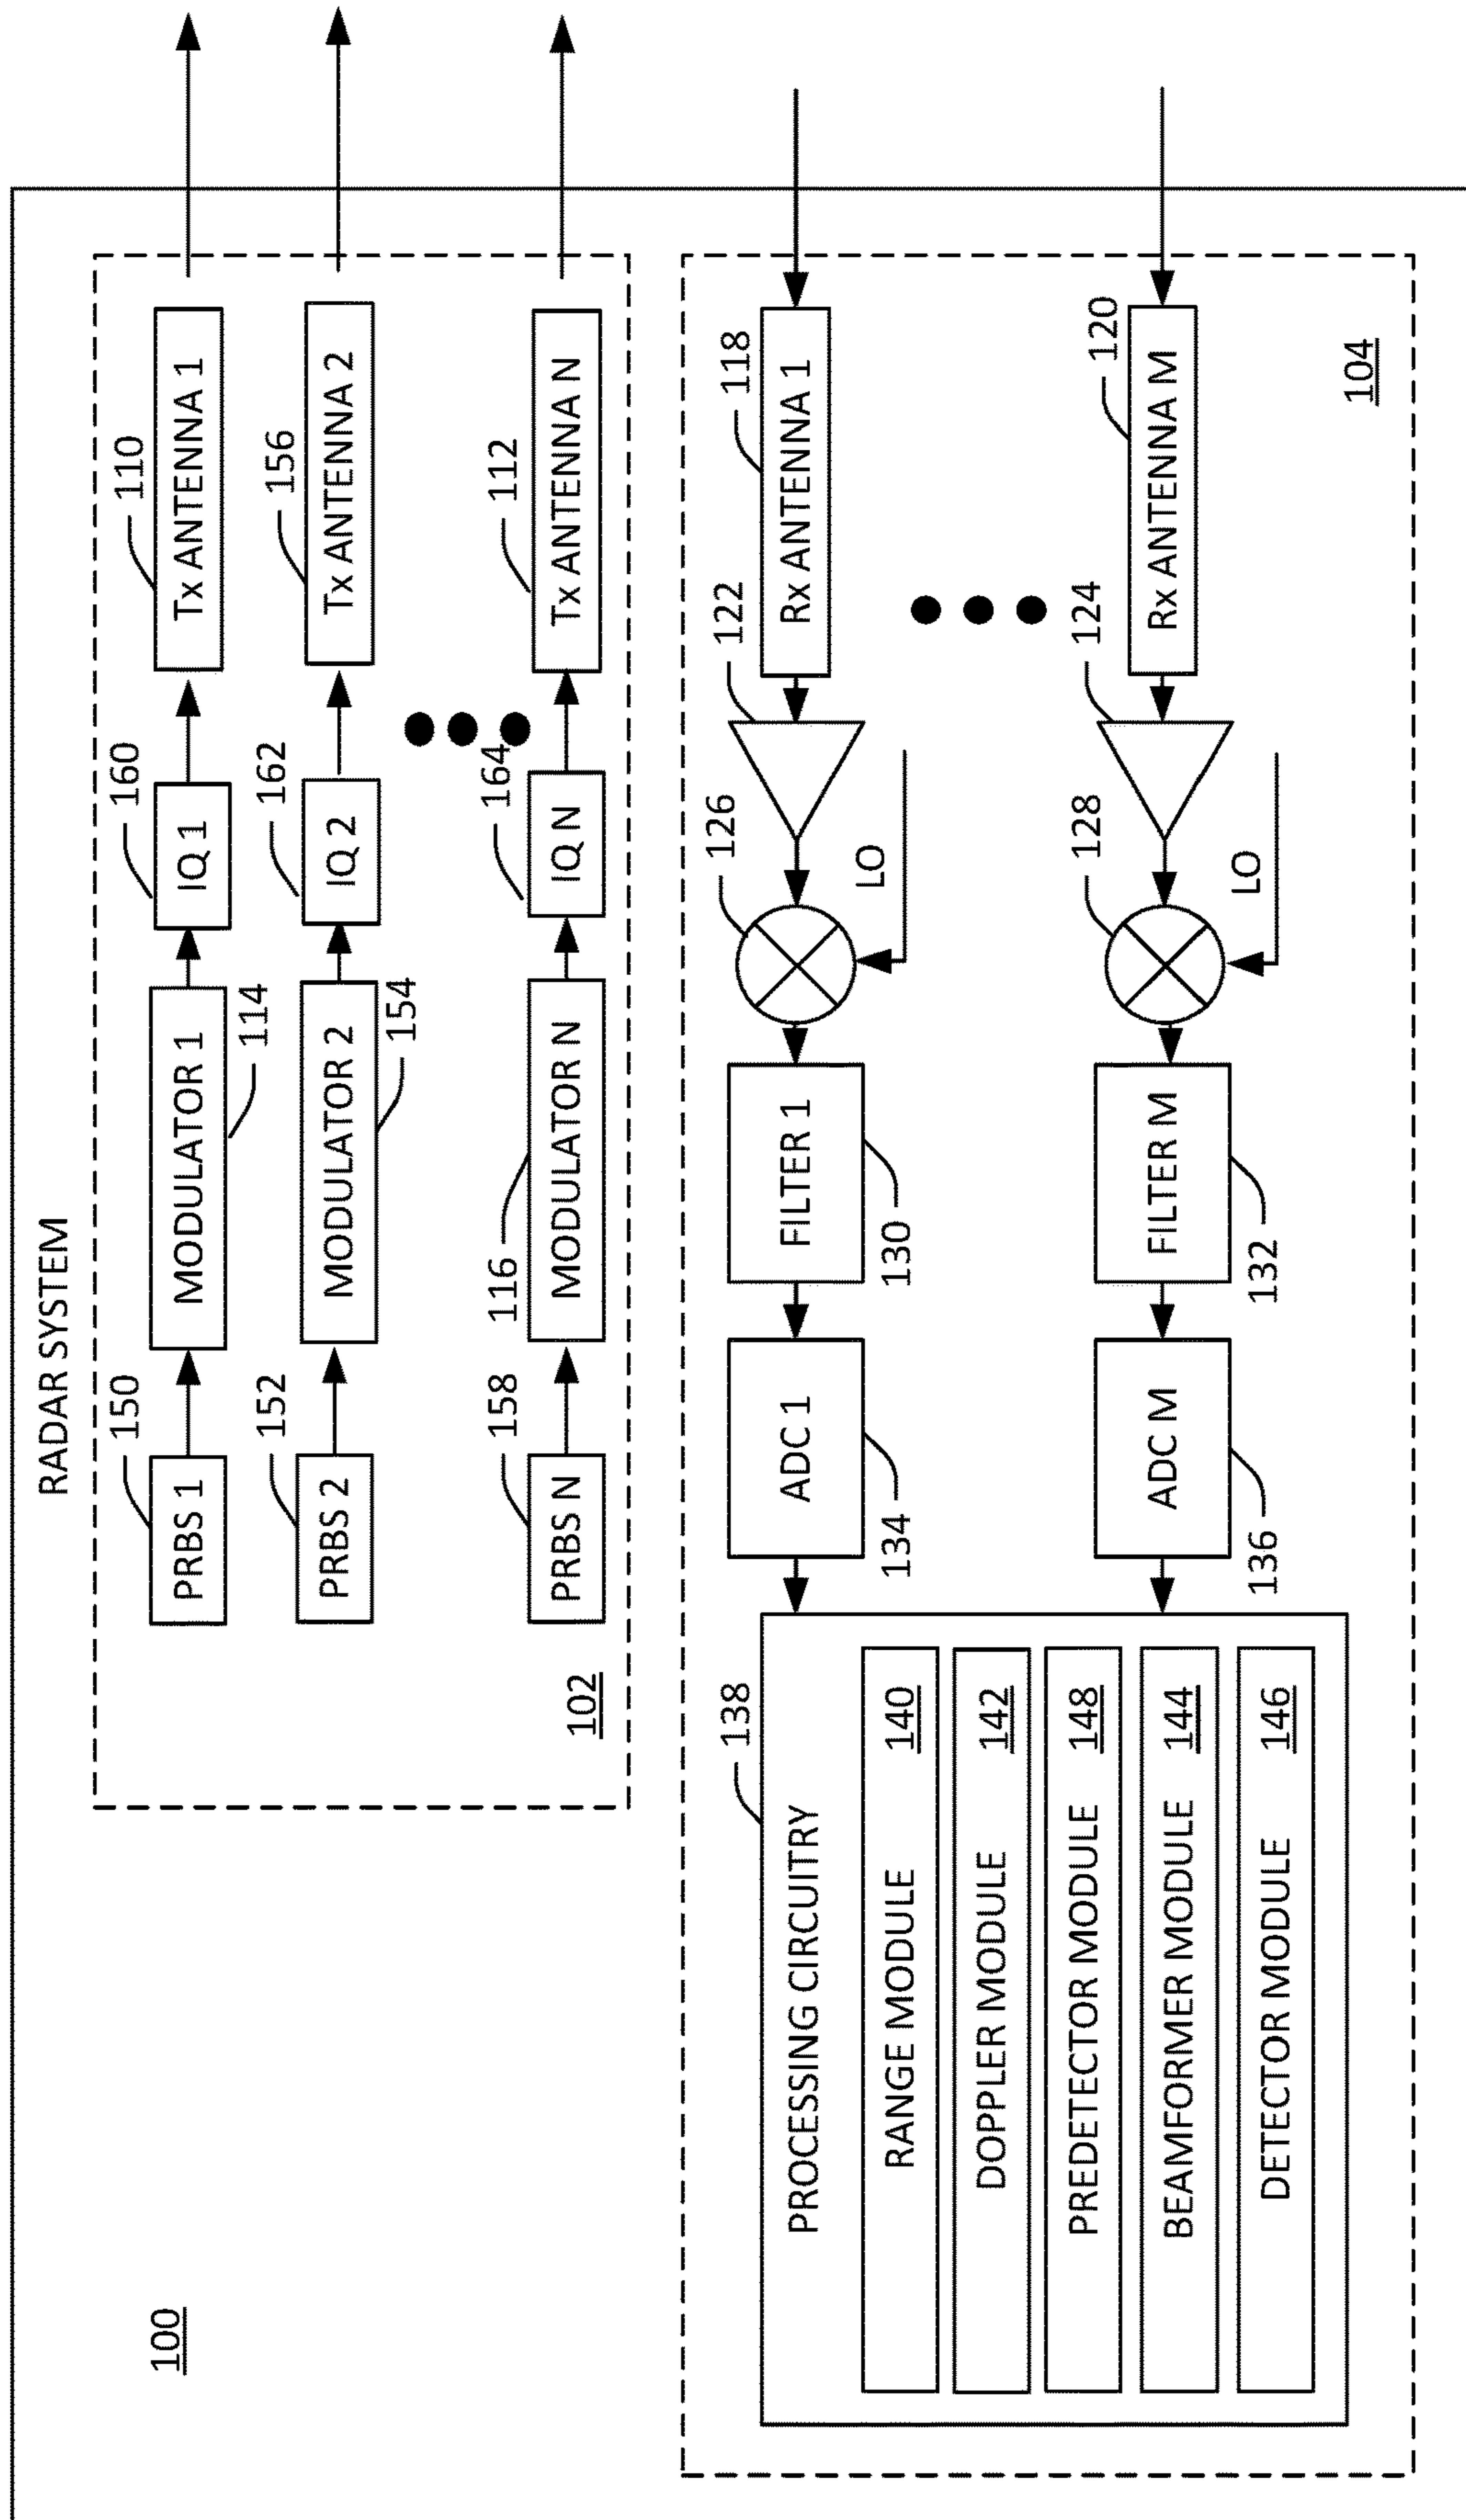 RADAR SYSTEM
100
102
150
PRBS 1
MODULATOR 1
114
160
IQ 1
110
Tx ANTENNA 1
152
PRBS 2
MODULATOR 2
154
162
IQ 2
156
Tx ANTENNA 2
158
PRBS N
116
MODULATOR N
164
IQ N
112
Tx ANTENNA N
138
PROCESSING CIRCUITRY
RANGE MODULE 140
DOPPLER MODULE 142
PREDETECTOR MODULE 148
BEAMFORMER MODULE 144
DETECTOR MODULE 146
ADC 1
134
FILTER 1
130
126
LO
122
118
Rx ANTENNA 1
ADC M
136
FILTER M
132
128
LO
124
120
Rx ANTENNA M
104